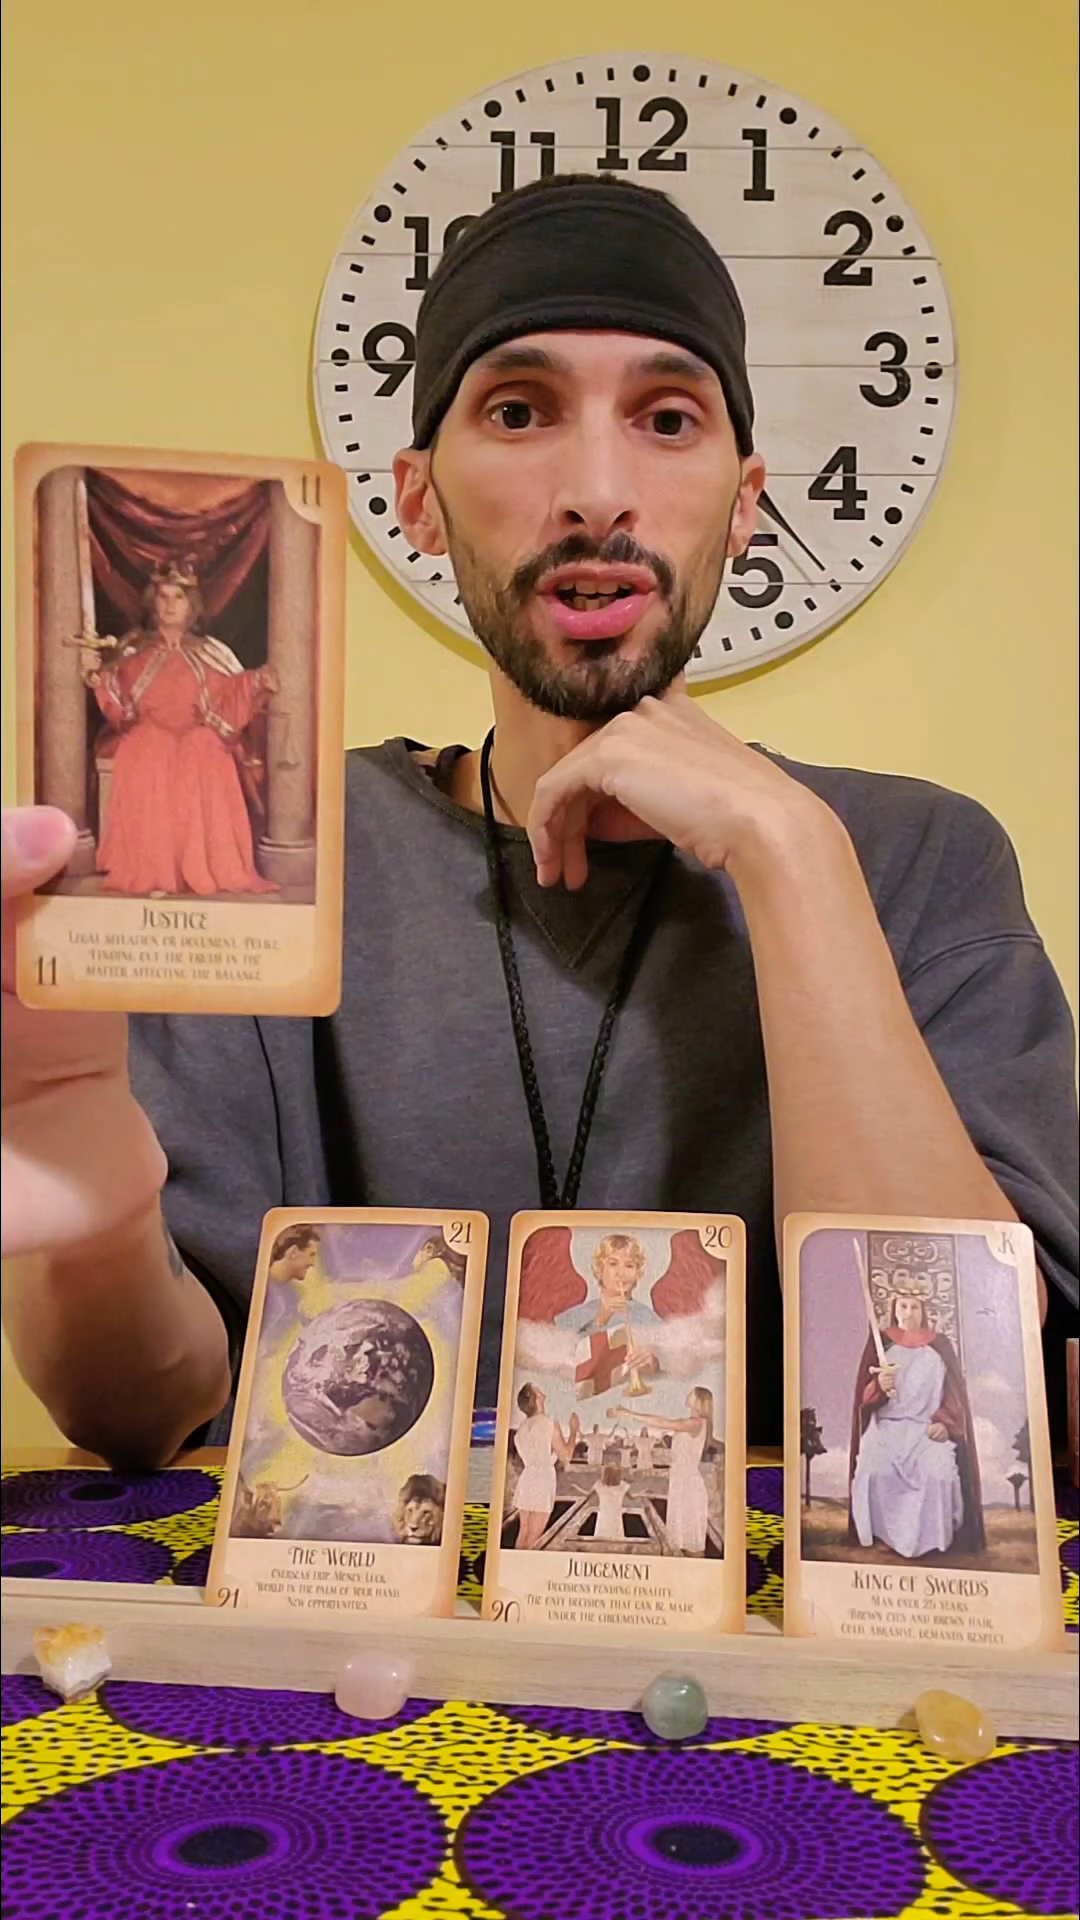 12
11
1
10
2
9
3
4
5
11
JUSTICE
LEGAL SITUATION OR DOCUMENT. POLICE.
FINDING OUT THE TRUTH IN THE
MATTER AFFECTING THE BALANCE.
11
21
THE WORLD
OVERSEAS TRIP. MONEY. LUCK.
WORLD IN THE PALM OF YOUR HAND.
NEW OPPORTUNITIES.
21
20
JUDGEMENT
DECISIONS PENDING FINALITY.
THE ONLY DECISION THAT CAN BE MADE
UNDER THE CIRCUMSTANCES.
20
K
KING OF SWORDS
MAN OVER 25 YEARS.
BROWN EYES AND BROWN HAIR.
COLD, ABRASIVE, DEMANDS RESPECT.